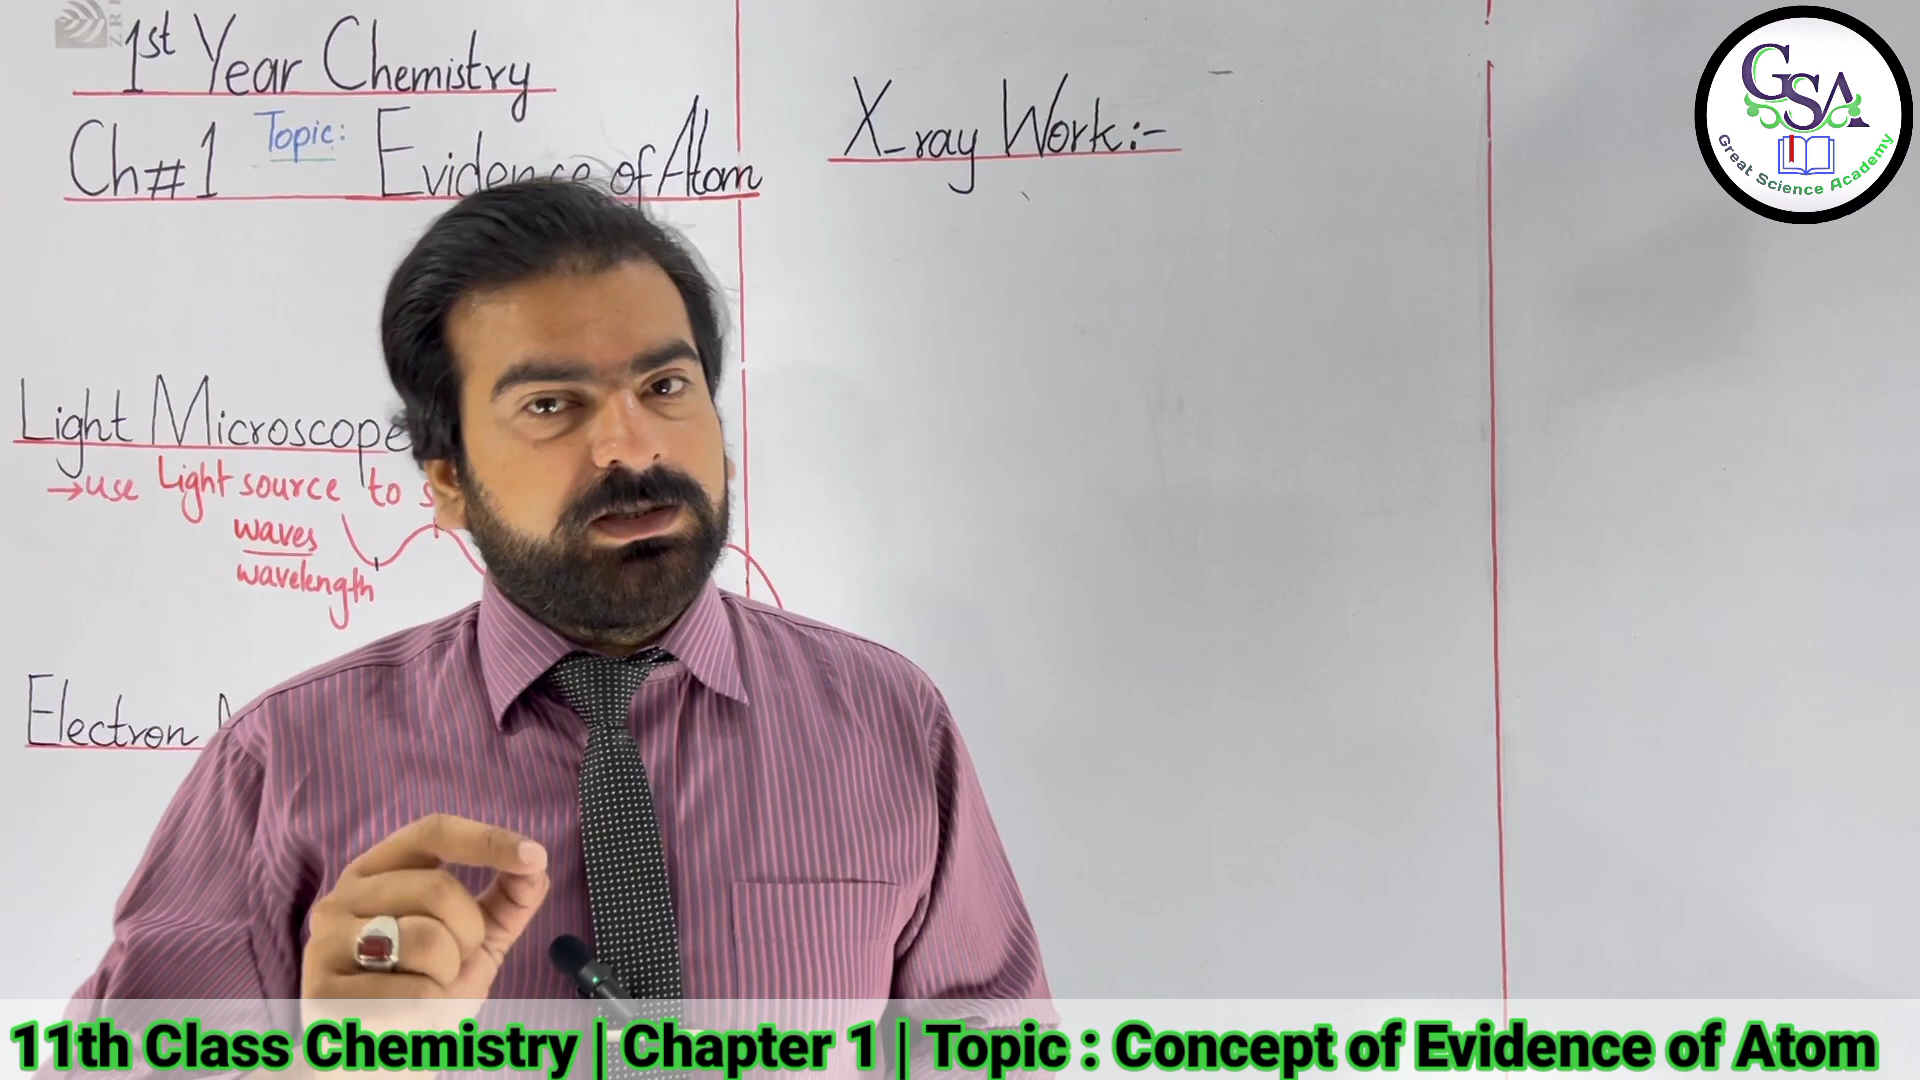 1st Year Chemistry
Ch#1 Topic: Evidence of Atom
Light Microscope
→use Light source to
waves
wavelength
Electron
X-ray Work:-
GSA
Great Science Academy
11th Class Chemistry | Chapter 1 | Topic : Concept of Evidence of Atom